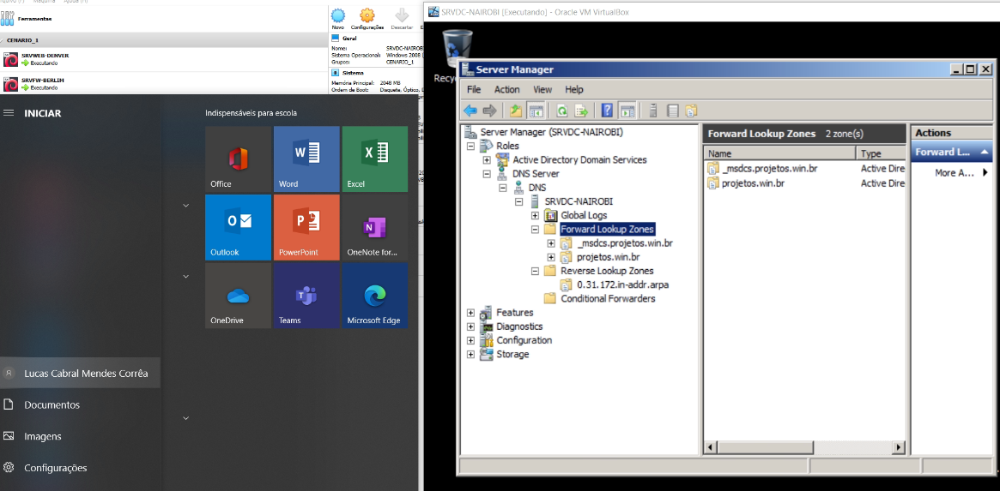 Máquina
Ajuda (H)
Ferramentas
CENARIO_1
SRVWEB-DENVER
Executando
SRVFW-BERLIM
Executando
Novo Configurações Descartar
Geral
Nome: SRVDC-NAIROBI
Sistema Operacional: Windows 2008 (
Grupos: CENARIO_1
Sistema
Memória Principal: 2048 MB
Ordem de Boot: Disquete, Óptico,
INICIAR
Indispensáveis para escola
Office
Word
Excel
Outlook
PowerPoint
OneNote for...
OneDrive
Teams
Microsoft Edge
Lucas Cabral Mendes Corrêa
Documentos
Imagens
Configurações
SRVDC-NAIROBI [Executando] - Oracle VM VirtualBox
Recyc
Server Manager
File Action View Help
Server Manager (SRVDC-NAIROBI)
Roles
Active Directory Domain Services
DNS Server
DNS
SRVDC-NAIROBI
Global Logs
Forward Lookup Zones
_msdcs.projetos.win.br
projetos.win.br
Reverse Lookup Zones
0.31.172.in-addr.arpa
Conditional Forwarders
Features
Diagnostics
Configuration
Storage
Forward Lookup Zones 2 zone(s)
Name Type
_msdcs.projetos.win.br Active Dire
projetos.win.br Active Dire
Actions
Forward L...
More A...